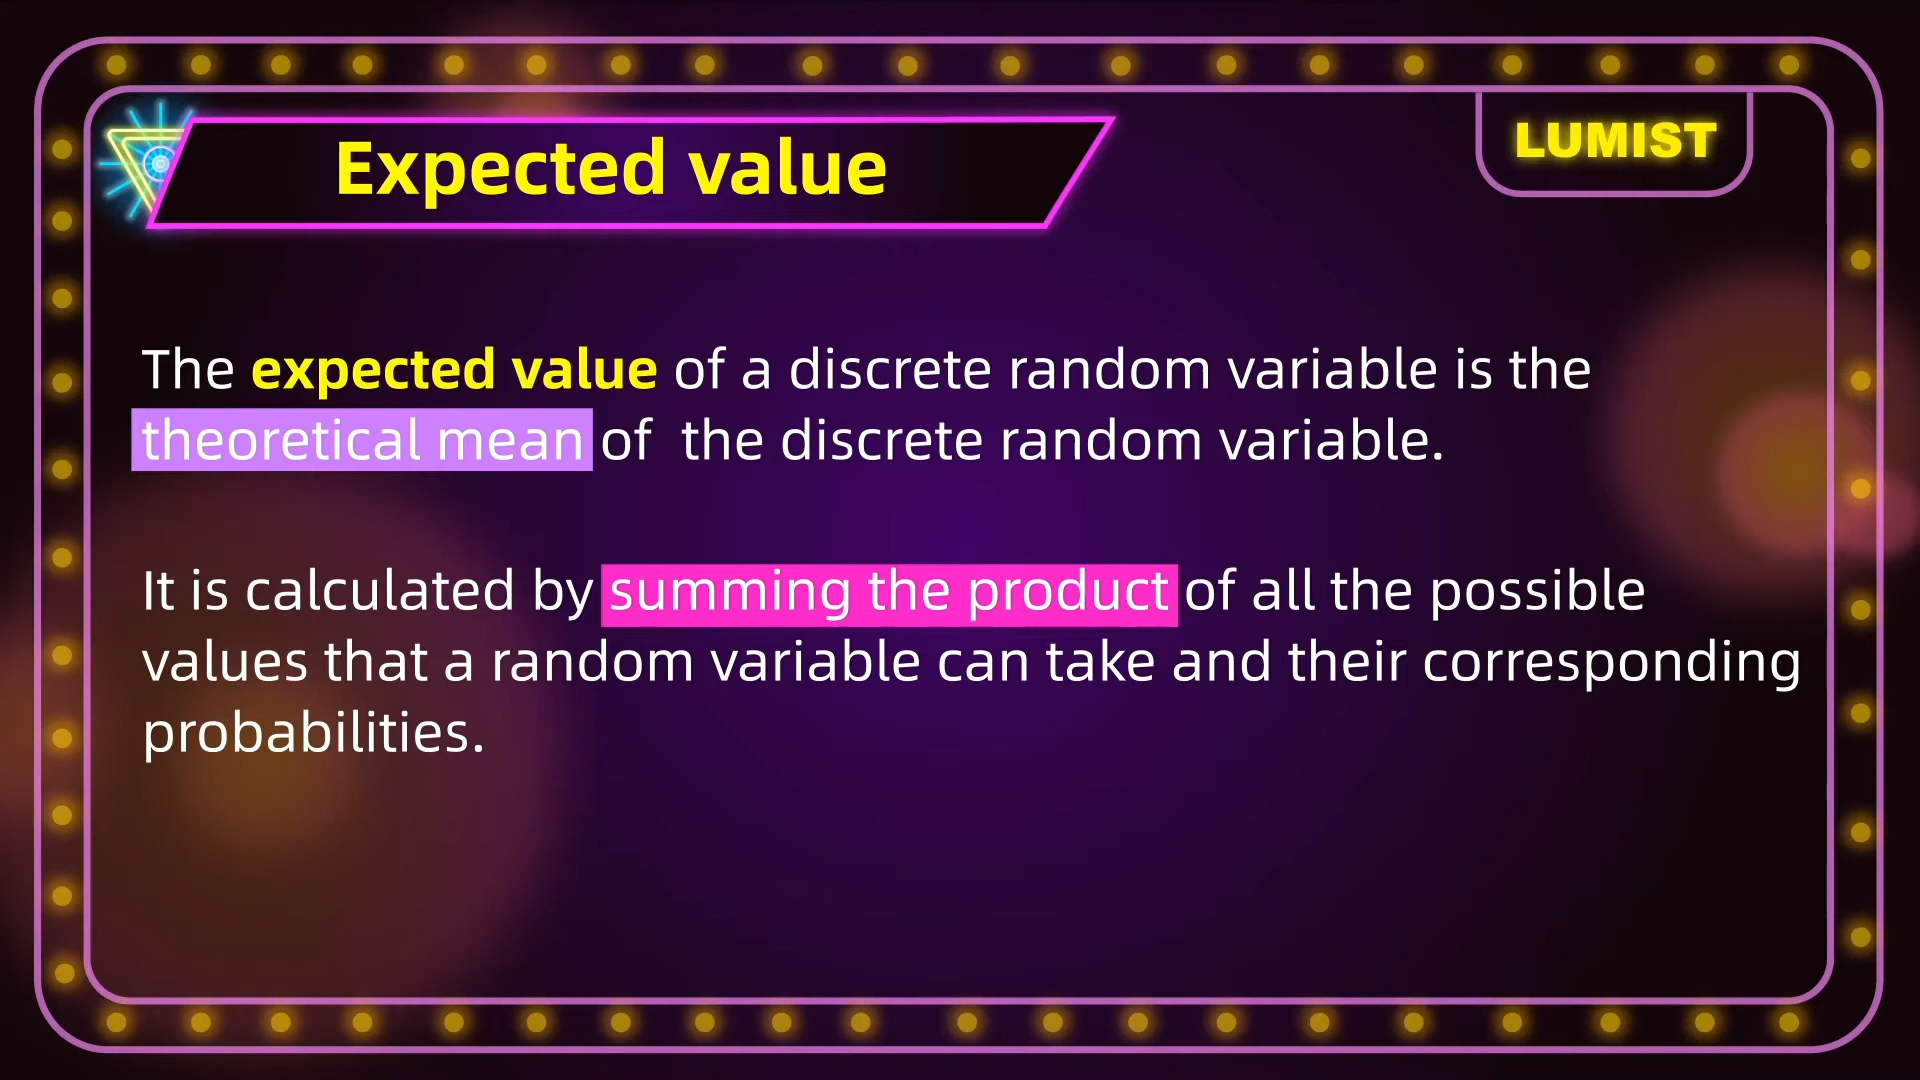 Expected value
LUMIST
The expected value of a discrete random variable is the
theoretical mean of the discrete random variable.
It is calculated by summing the product of all the possible
values that a random variable can take and their corresponding
probabilities.